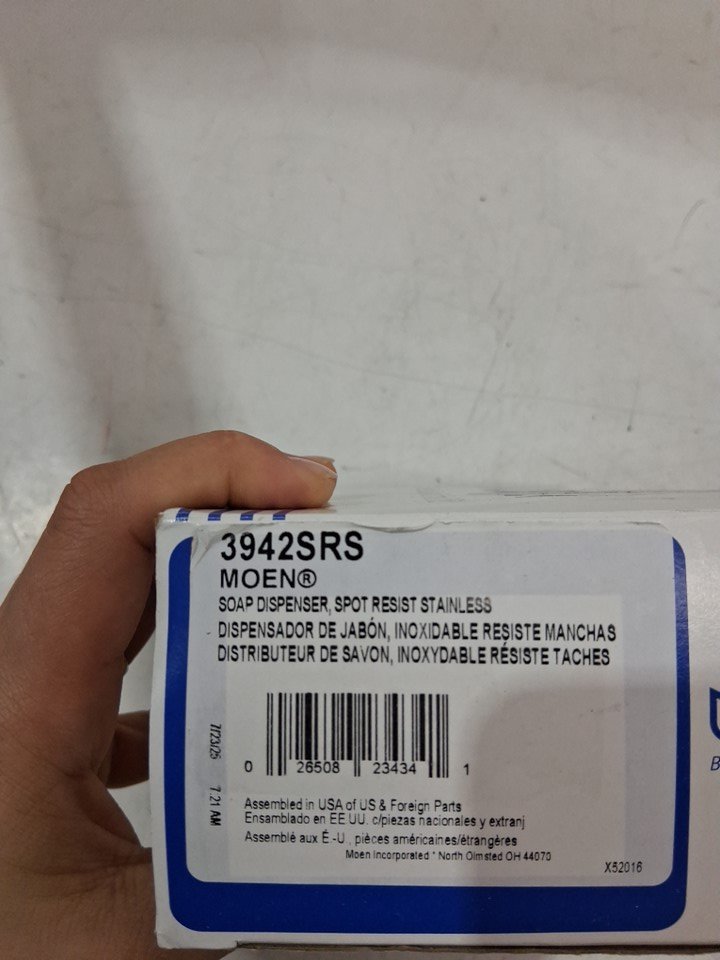 3942SRS
MOEN®
SOAP DISPENSER, SPOT RESIST STAINLESS
DISPENSADOR DE JABÓN, INOXIDABLE RESISTE MANCHAS
DISTRIBUTEUR DE SAVON, INOXYDABLE RÉSISTE TACHES
7/23/25 7:21 AM
0 26508 23434 1
Assembled in USA of US & Foreign Parts
Ensamblado en EE.UU. c/piezas nacionales y extranj
Assemblé aux É.-U., pièces américaines/étrangères
Moen Incorporated * North Olmsted OH 44070
X52016